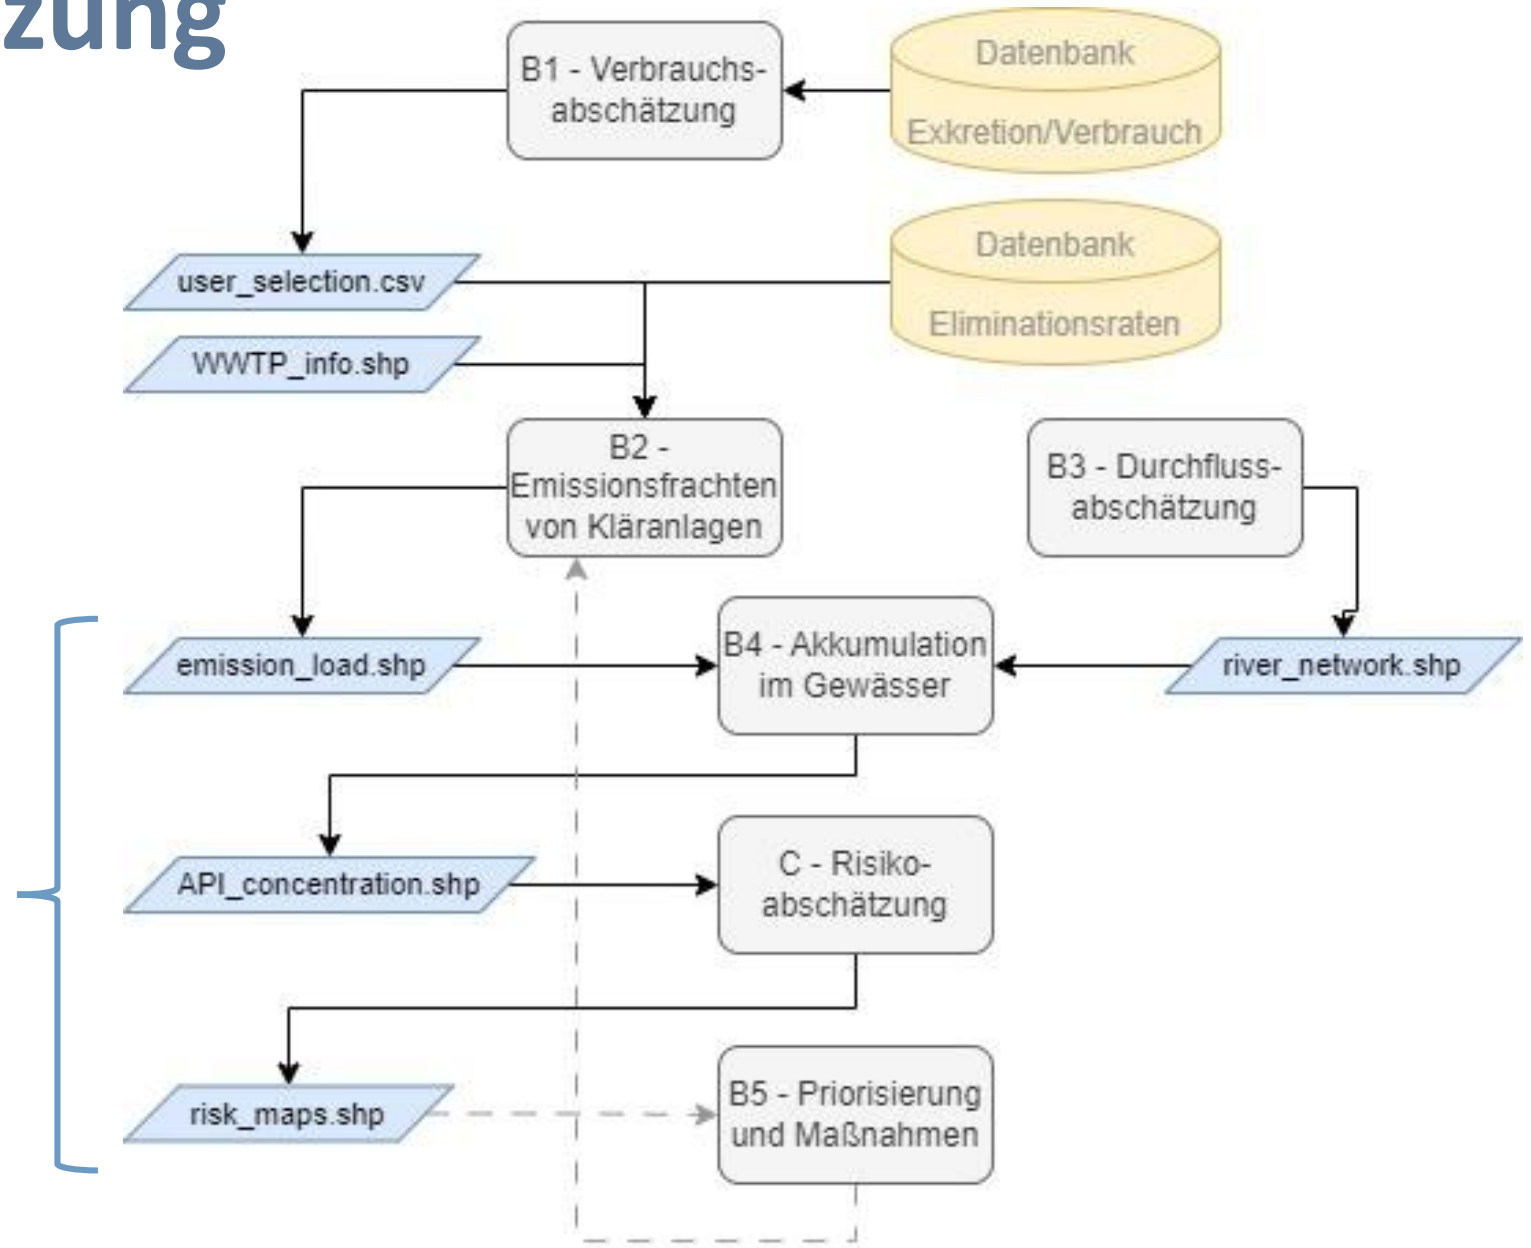 zung
B1 - Verbrauchs-
abschätzung
Datenbank
Exkretion/Verbrauch
user_selection.csv
Datenbank
Eliminationsraten
WWTP_info.shp
B2 -
Emissionsfrachten
von Kläranlagen
B3 - Durchfluss-
abschätzung
emission_load.shp
B4 - Akkumulation
im Gewässer
river_network.shp
API_concentration.shp
C - Risiko-
abschätzung
risk_maps.shp
B5 - Priorisierung
und Maßnahmen